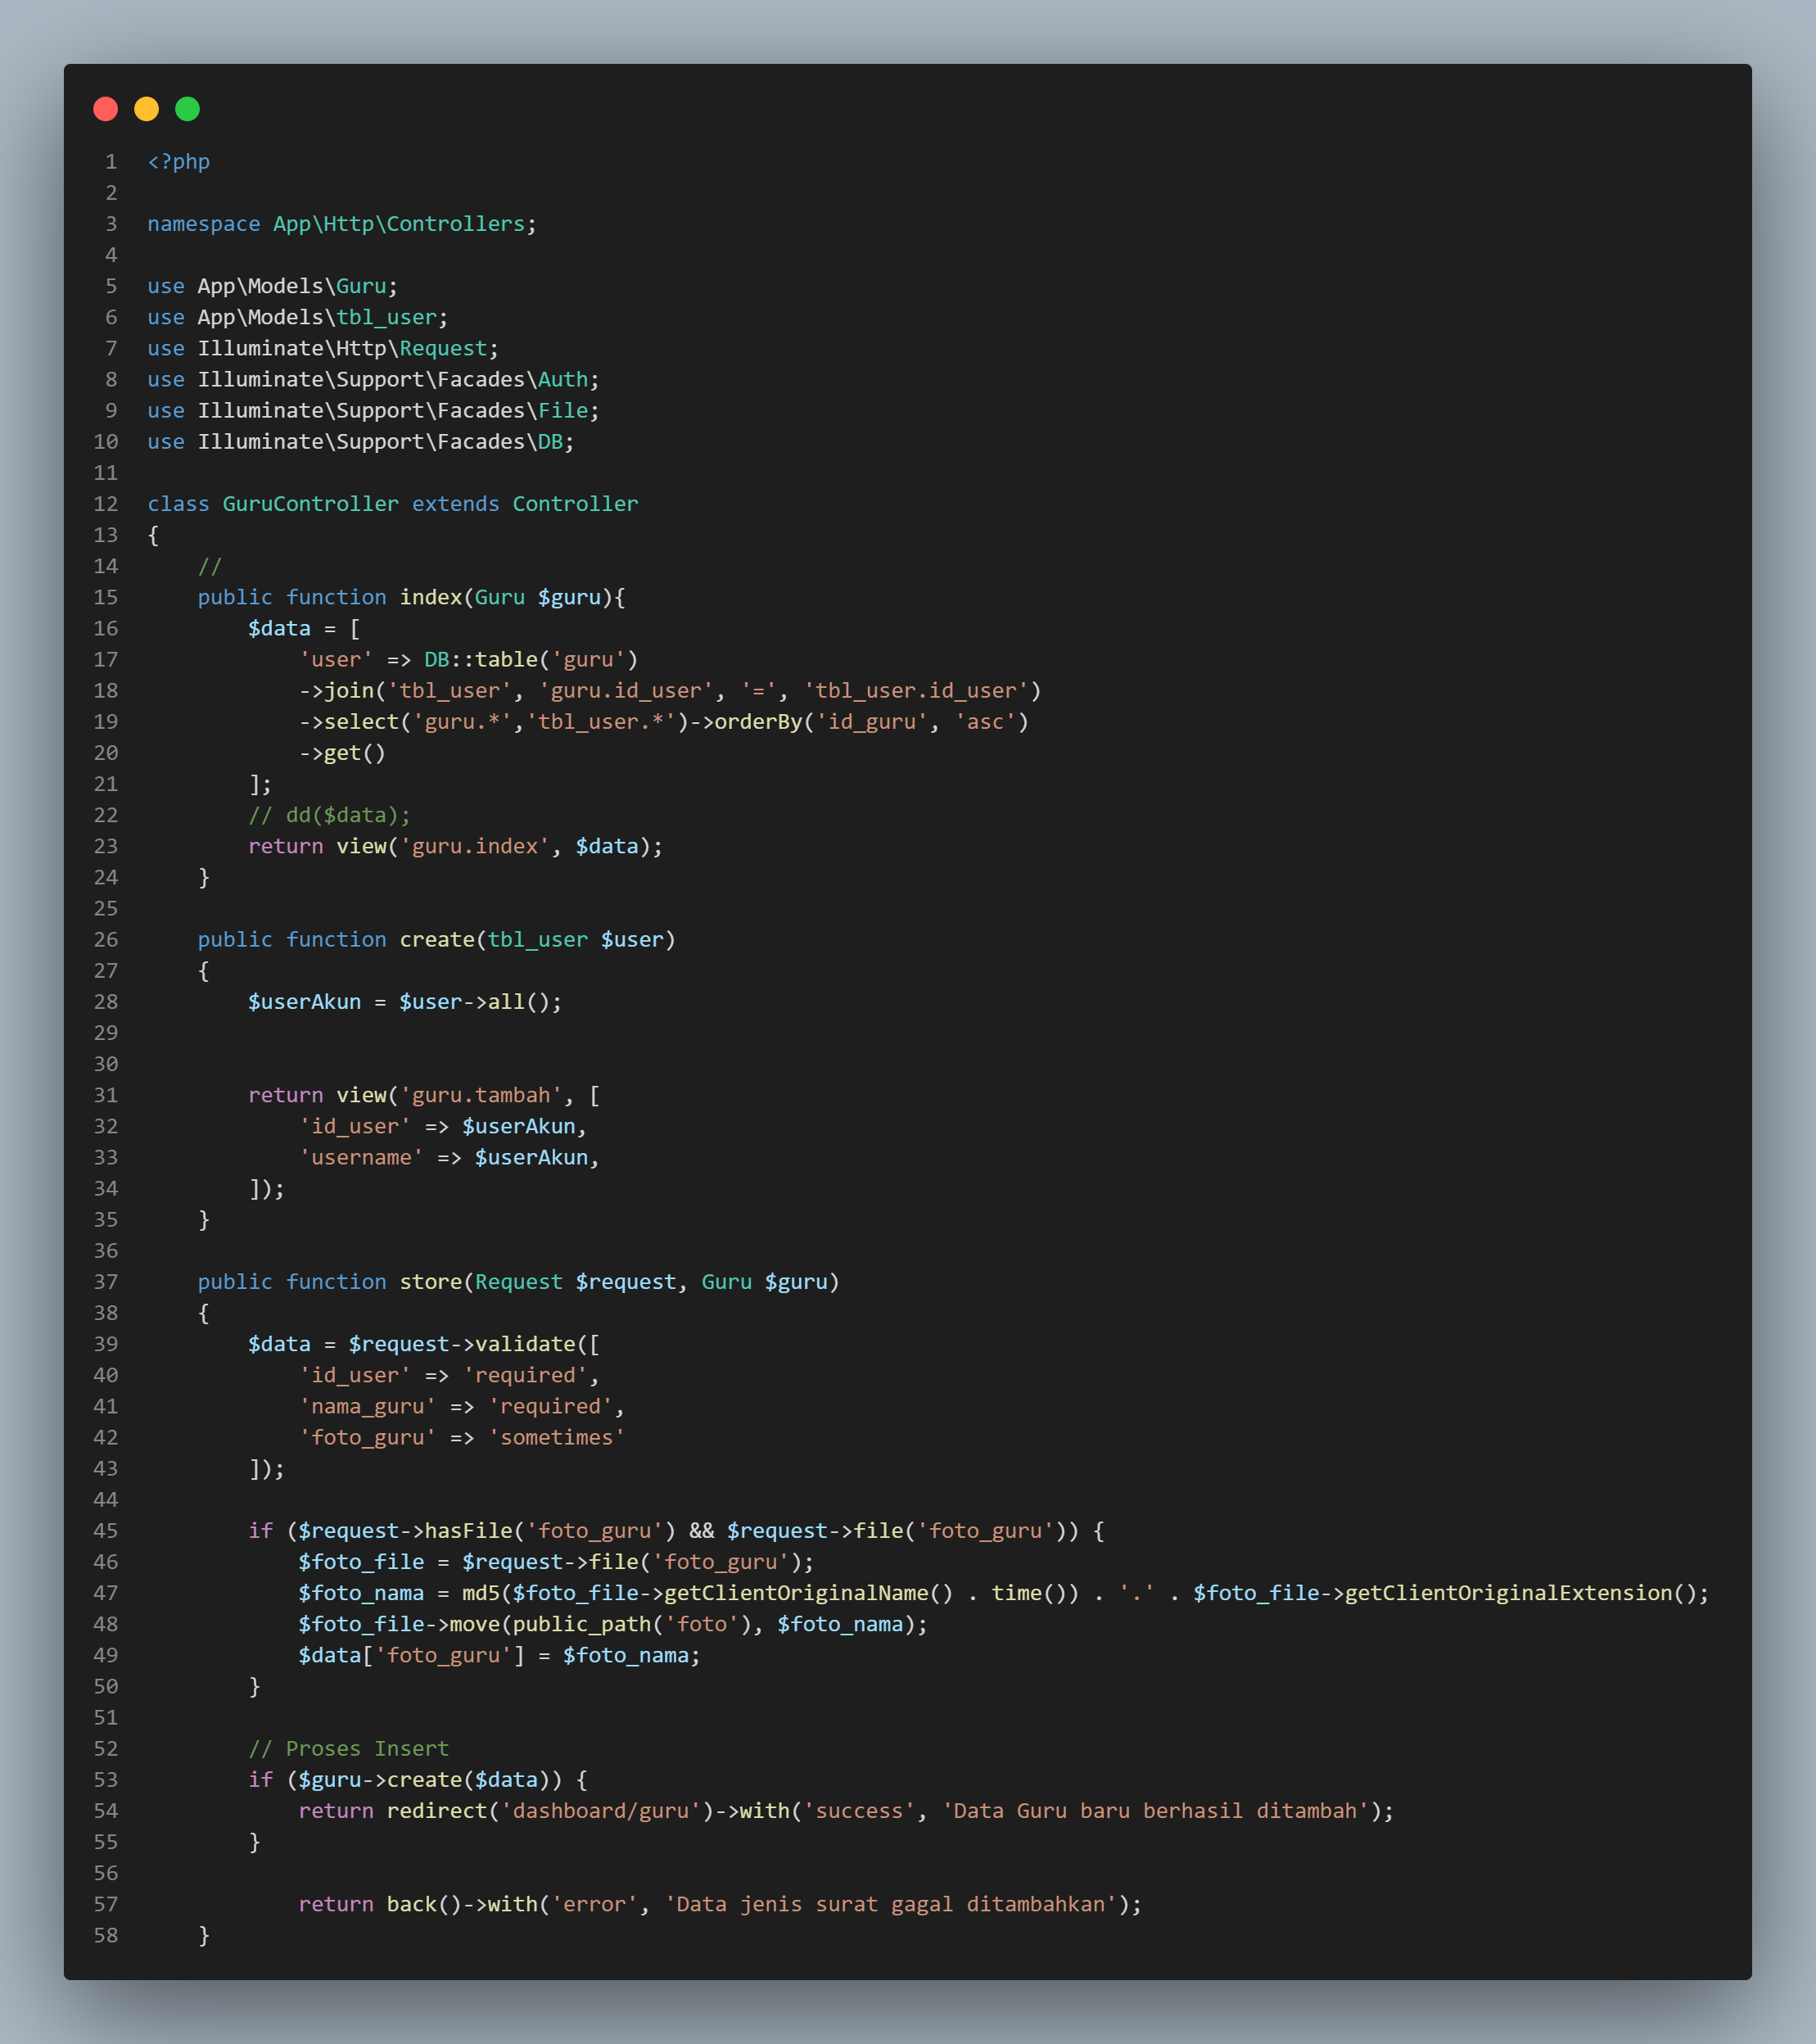 1 <?php
2
3 namespace App\Http\Controllers;
4
5 use App\Models\Guru;
6 use App\Models\tbl_user;
7 use Illuminate\Http\Request;
8 use Illuminate\Support\Facades\Auth;
9 use Illuminate\Support\Facades\File;
10 use Illuminate\Support\Facades\DB;
11
12 class GuruController extends Controller
13 {
14     //
15     public function index(Guru $guru){
16         $data = [
17             'user' => DB::table('guru')
18             ->join('tbl_user', 'guru.id_user', '=', 'tbl_user.id_user')
19             ->select('guru.*','tbl_user.*')->orderBy('id_guru', 'asc')
20             ->get()
21         ];
22         // dd($data);
23         return view('guru.index', $data);
24     }
25
26     public function create(tbl_user $user)
27     {
28         $userAkun = $user->all();
29
30
31         return view('guru.tambah', [
32             'id_user' => $userAkun,
33             'username' => $userAkun,
34         ]);
35     }
36
37     public function store(Request $request, Guru $guru)
38     {
39         $data = $request->validate([
40             'id_user' => 'required',
41             'nama_guru' => 'required',
42             'foto_guru' => 'sometimes'
43         ]);
44
45         if ($request->hasFile('foto_guru') && $request->file('foto_guru')) {
46             $foto_file = $request->file('foto_guru');
47             $foto_nama = md5($foto_file->getClientOriginalName() . time()) . '.' . $foto_file->getClientOriginalExtension();
48             $foto_file->move(public_path('foto'), $foto_nama);
49             $data['foto_guru'] = $foto_nama;
50         }
51
52         // Proses Insert
53         if ($guru->create($data)) {
54             return redirect('dashboard/guru')->with('success', 'Data Guru baru berhasil ditambah');
55         }
56
57             return back()->with('error', 'Data jenis surat gagal ditambahkan');
58     }